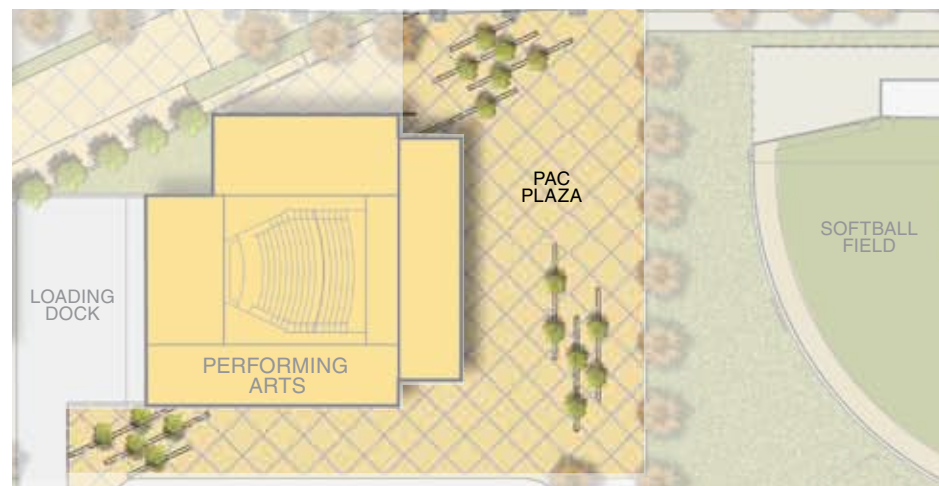 PAC
PLAZA
SOFTBALL
FIELD
LOADING
DOCK
PERFORMING
ARTS